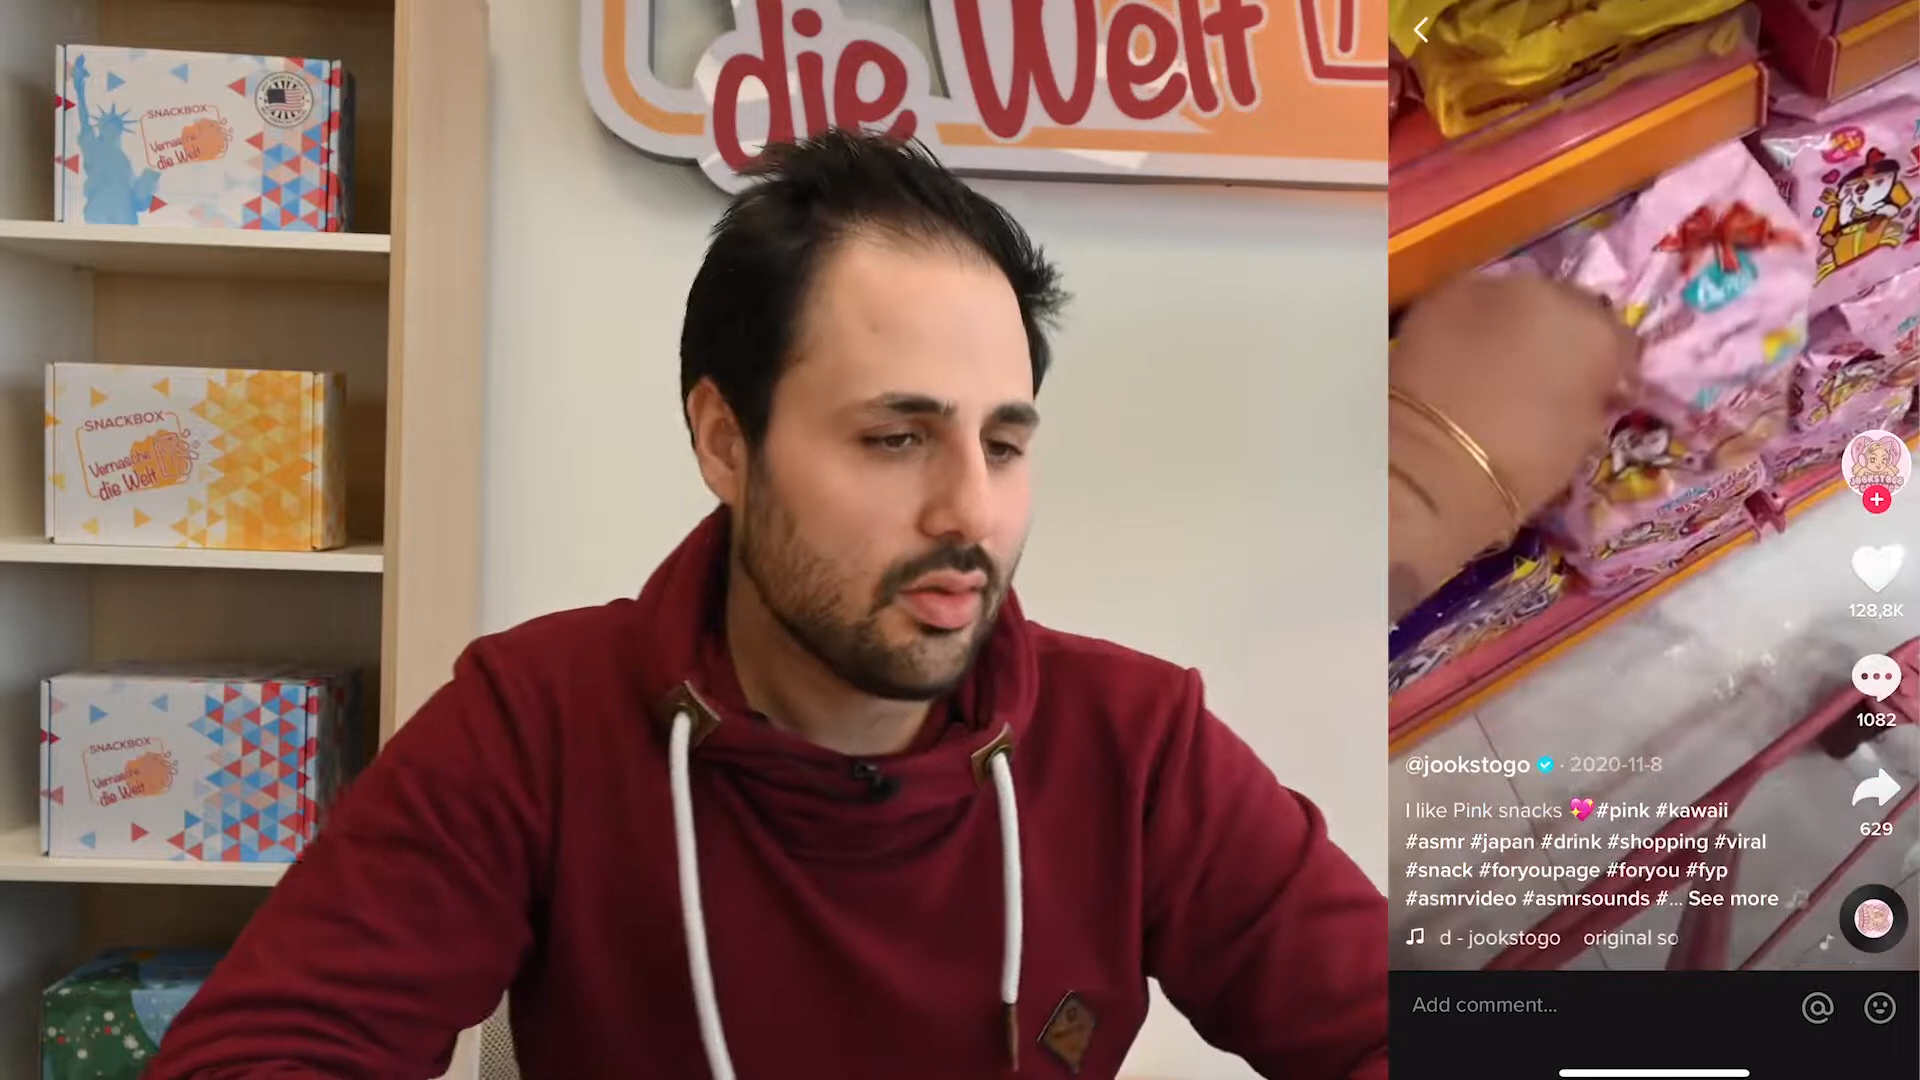 die Welt
SNACKBOX
Vernasche
die Welt
SNACKBOX
Vernasche
die Welt
SNACKBOX
Vernasche
die Welt
JOOKSTOGO
128,8K
1082
@jookstogo · 2020-11-8
I like Pink snacks 💖#pink #kawaii
#asmr #japan #drink #shopping #viral
#snack #foryoupage #foryou #fyp
#asmrvideo #asmrsounds #... See more
629
d - jookstogo original so
Add comment...